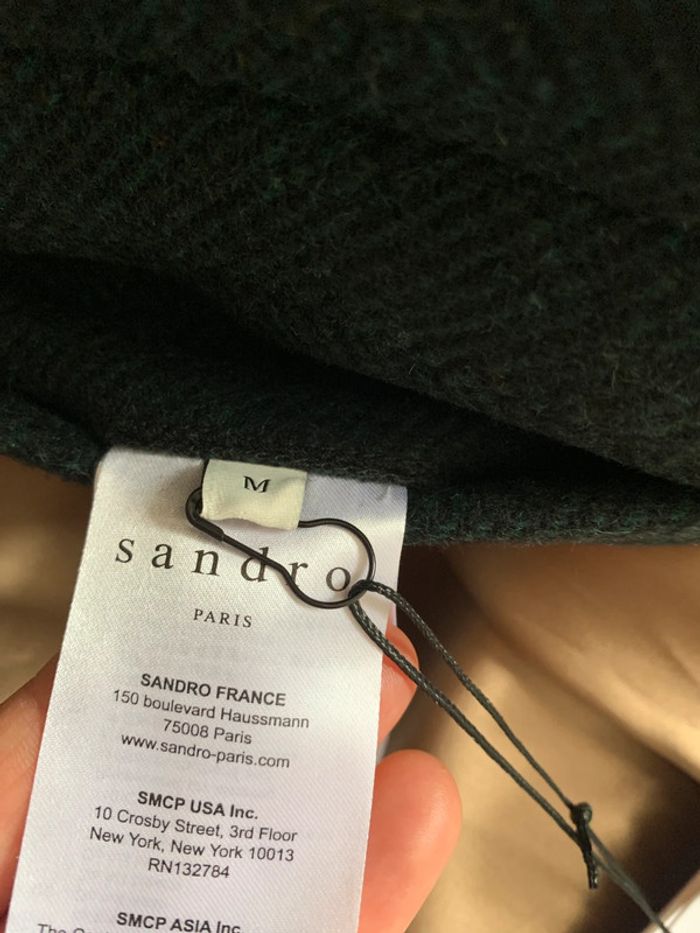 M
sandro
PARIS
SANDRO FRANCE
150 boulevard Haussmann
75008 Paris
www.sandro-paris.com
SMCP USA Inc.
10 Crosby Street, 3rd Floor
New York, New York 10013
RN132784
SMCP ASIA Inc
The